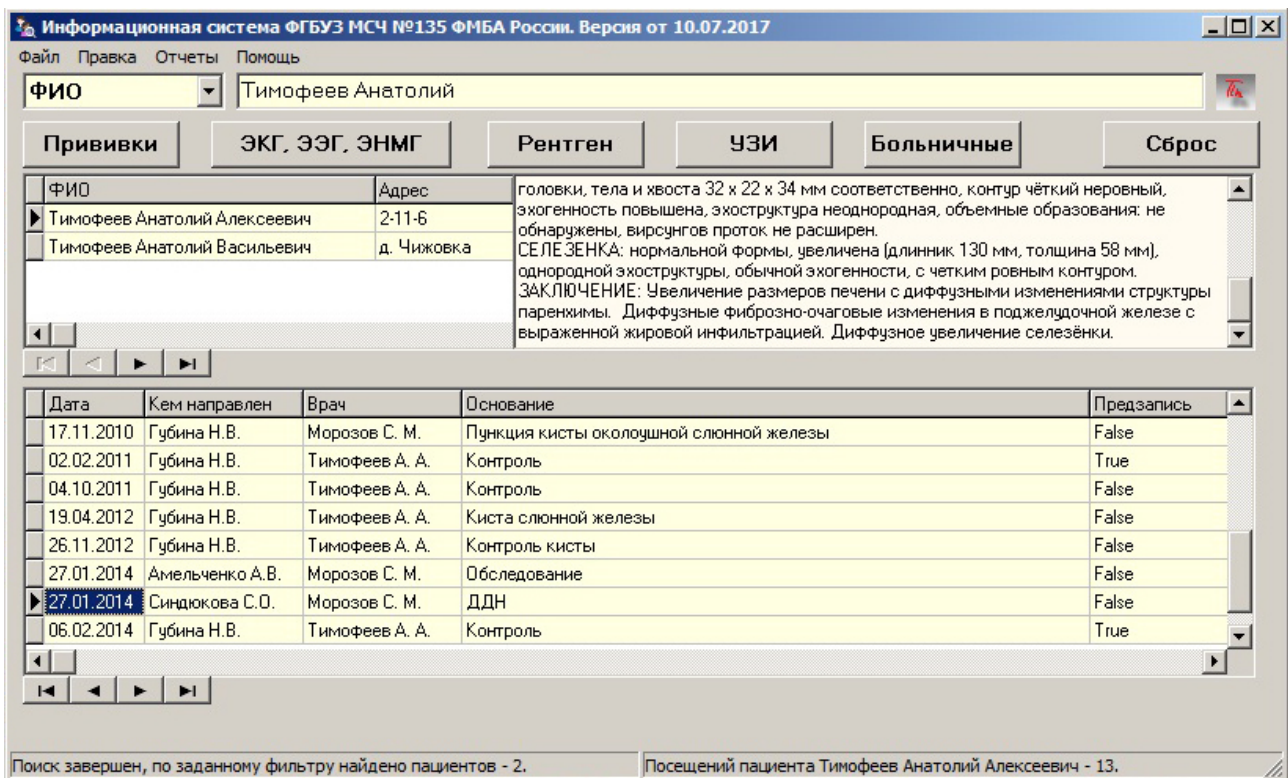 Информационная система ФГБУЗ МСЧ №135 ФМБА России. Версия от 10.07.2017
Файл Правка Отчеты Помощь
ФИО Тимофеев Анатолий
Прививки ЭКГ, ЭЭГ, ЭНМГ Рентген УЗИ Больничные Сброс
ФИО Адрес
Тимофеев Анатолий Алексеевич 2-11-6
Тимофеев Анатолий Васильевич д. Чижовка
головки, тела и хвоста 32 х 22 х 34 мм соответственно, контур чёткий неровный,
эхогенность повышена, эхоструктура неоднородная, объемные образования: не
обнаружены, вирсунгов проток не расширен.
СЕЛЕЗЕНКА: нормальной формы, увеличена (длинник 130 мм, толщина 58 мм),
однородной эхоструктуры, обычной эхогенности, с четким ровным контуром.
ЗАКЛЮЧЕНИЕ: Увеличение размеров печени с диффузными изменениями структуры
паренхимы. Диффузные фиброзно-очаговые изменения в поджелудочной железе с
выраженной жировой инфильтрацией. Диффузное увеличение селезёнки.
Дата Кем направлен Врач Основание Предзапись
17.11.2010 Губина Н.В. Морозов С. М. Пункция кисты околоушной слюнной железы False
02.02.2011 Губина Н.В. Тимофеев А. А. Контроль True
04.10.2011 Губина Н.В. Тимофеев А. А. Контроль False
19.04.2012 Губина Н.В. Тимофеев А. А. Киста слюнной железы False
26.11.2012 Губина Н.В. Тимофеев А. А. Контроль кисты False
27.01.2014 Амельченко А.В. Морозов С. М. Обследование False
27.01.2014 Синдюкова С.О. Морозов С. М. ДДН False
06.02.2014 Губина Н.В. Тимофеев А. А. Контроль True
Поиск завершен, по заданному фильтру найдено пациентов - 2. Посещений пациента Тимофеев Анатолий Алексеевич - 13.